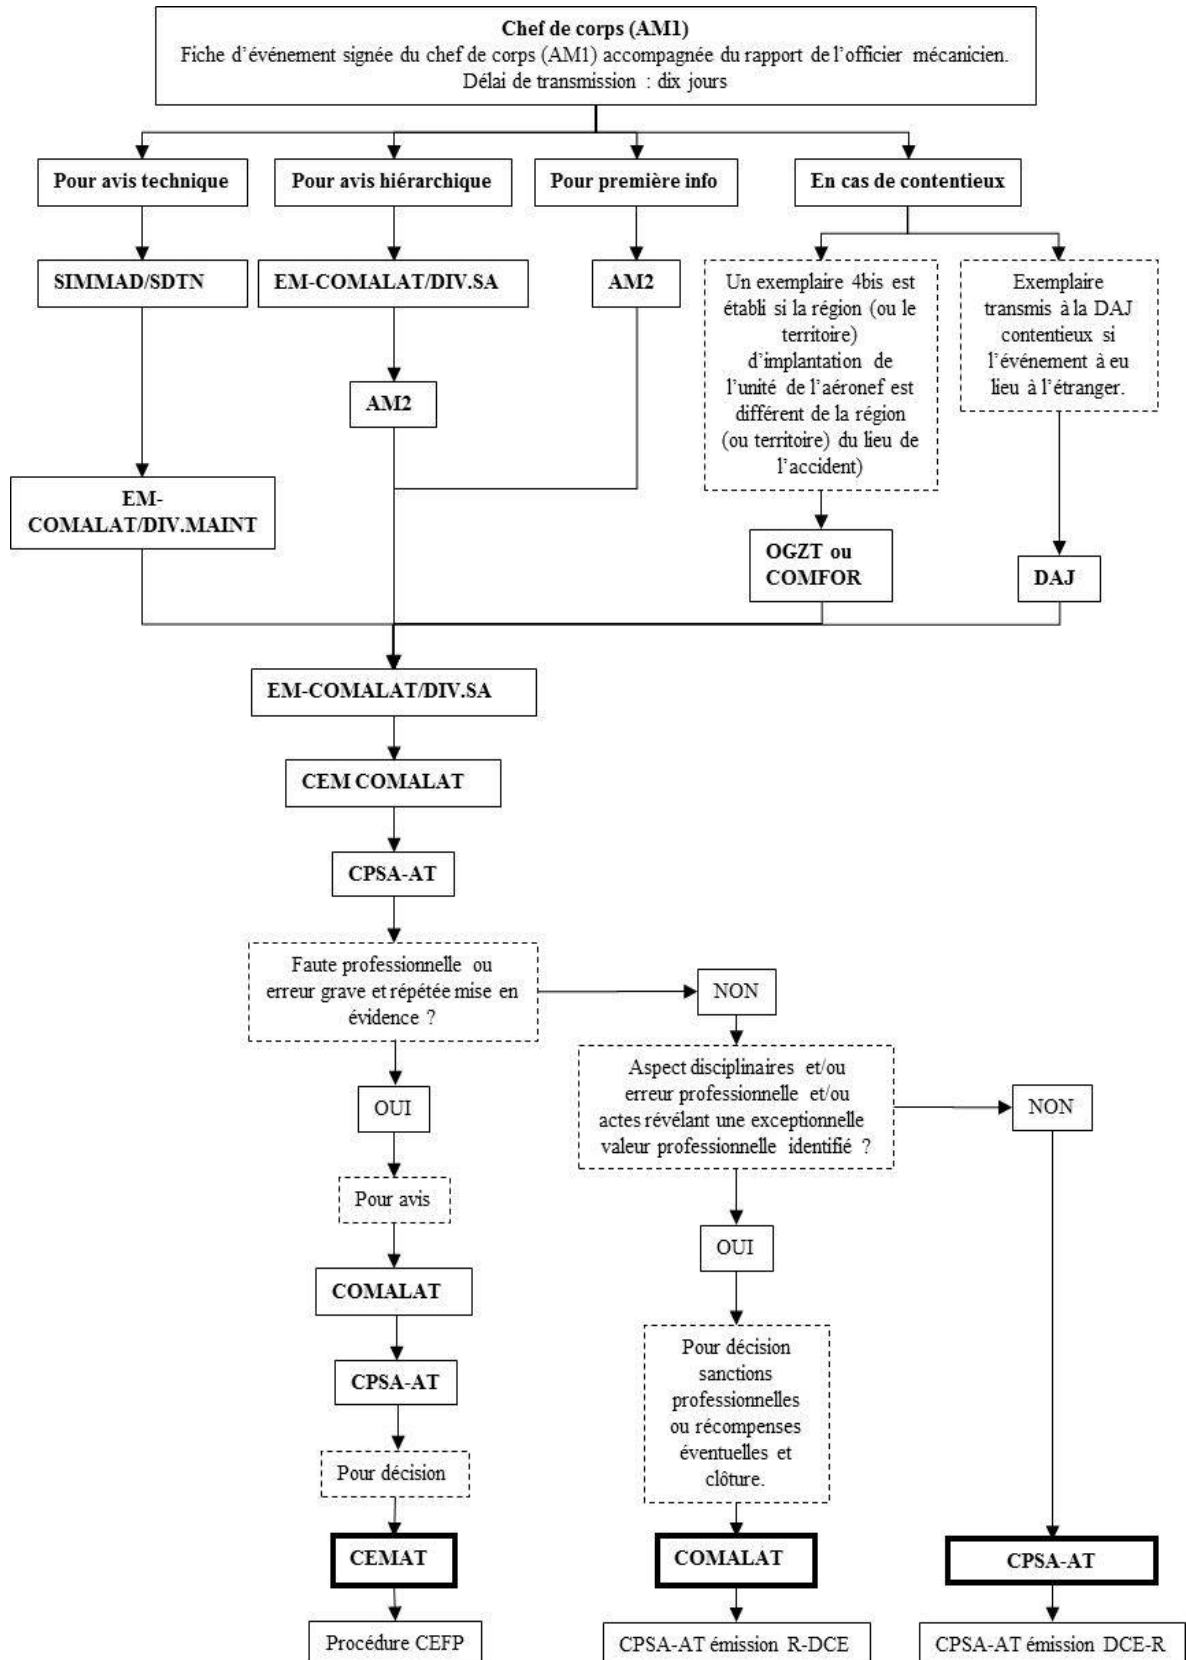 Chef de corps (AM1)
Fiche d'événement signée du chef de corps (AM1) accompagnée du rapport de l'officier mécanicien.
Délai de transmission : dix jours
Pour avis technique
Pour avis hiérarchique
Pour première info
En cas de contentieux
SIMMAD/SDTN
EM-COMALAT/DIV.SA
AM2
Un exemplaire 4bis est
établi si la région (ou le
territoire)
d'implantation de
l'unité de l'aéronef est
différent de la région
(ou territoire) du lieu de
l'accident)
Exemplaire
transmis à la DAJ
contentieux si
l'événement à eu
lieu à l'étranger.
AM2
EM-
COMALAT/DIV.MAINT
OGZT ou
COMFOR
DAJ
EM-COMALAT/DIV.SA
CEM COMALAT
CPSA-AT
Faute professionnelle ou
erreur grave et répétée mise en
évidence ?
NON
Aspect disciplinaires et/ou
erreur professionnelle et/ou
actes révélant une exceptionnelle
valeur professionnelle identifié ?
NON
OUI
Pour avis
OUI
COMALAT
Pour décision
sanctions
professionnelles
ou récompenses
éventuelles et
clôture.
CPSA-AT
Pour décision
CEMAT
COMALAT
CPSA-AT
Procédure CEFP
CPSA-AT émission R-DCE
CPSA-AT émission DCE-R